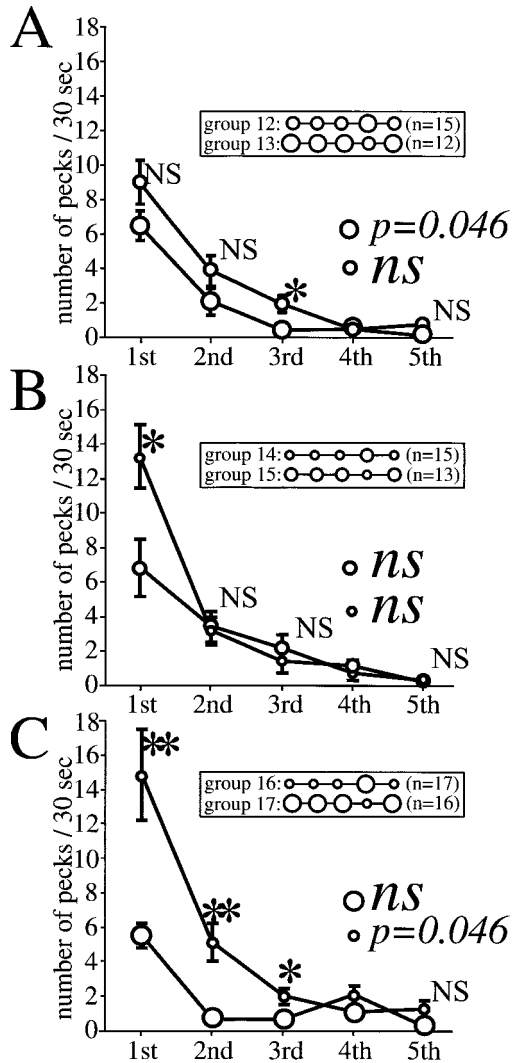 A
number of pecks / 30 sec
18
16
14
12
10
8
6
4
2
0
group 12: (n=15)
group 13: (n=12)
NS
NS
*
NS
p=0.046
ns
1st 2nd 3rd 4th 5th
B
number of pecks / 30 sec
18
16
14
12
10
8
6
4
2
0
group 14: (n=15)
group 15: (n=13)
*
NS
NS
NS
ns
ns
1st 2nd 3rd 4th 5th
C
number of pecks / 30 sec
18
16
14
12
10
8
6
4
2
0
group 16: (n=17)
group 17: (n=16)
**
**
*
NS
ns
p=0.046
1st 2nd 3rd 4th 5th